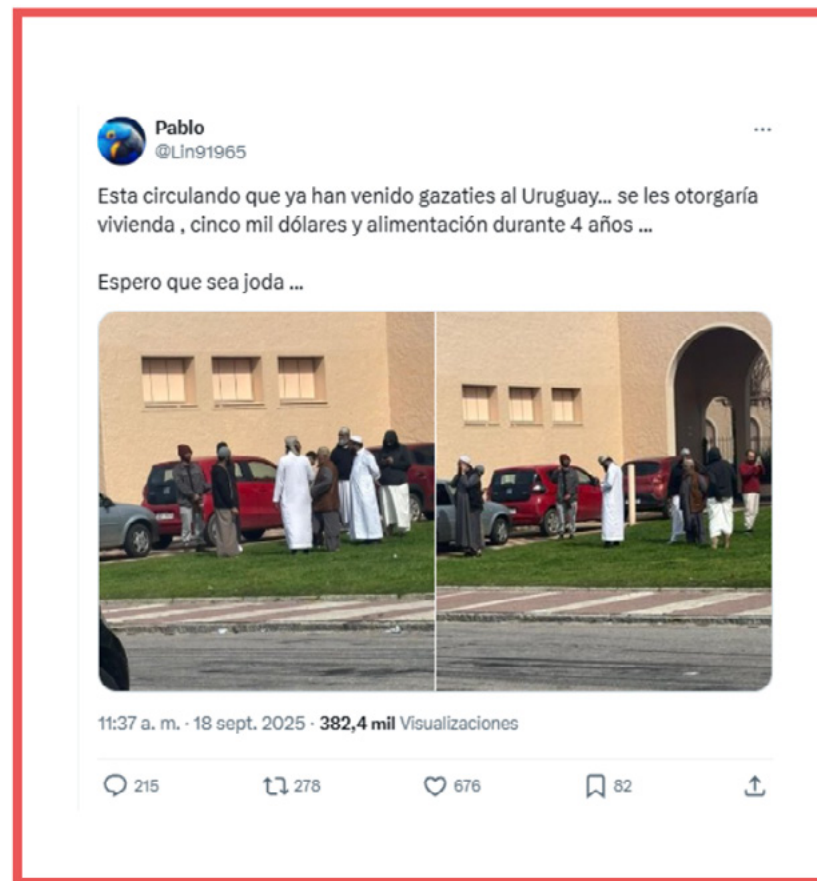 Pablo
@Lin91965
...
Esta circulando que ya han venido gazaties al Uruguay... se les otorgaría
vivienda , cinco mil dólares y alimentación durante 4 años ...
Espero que sea joda ...
11:37 a. m. · 18 sept. 2025 · 382,4 mil Visualizaciones
215 278 676 82